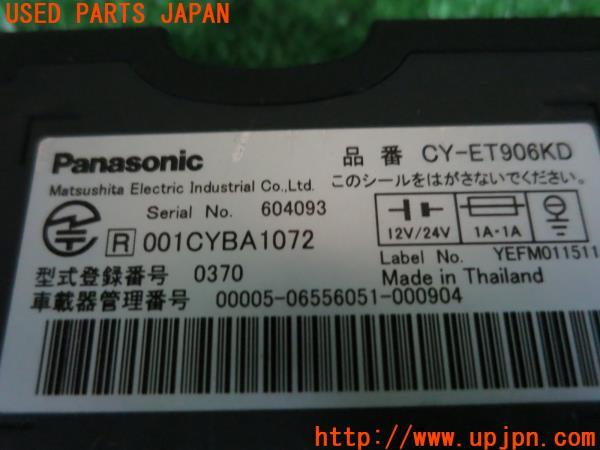 USED PARTS JAPAN
Panasonic 品番 CY-ET906KD
Matsushita Electric Industrial Co.,Ltd. このシールをはがさないでください。
Serial No. 604093
R 001CYBA1072 12V/24V 1A・1A
Label No. YEFM011511
型式登録番号 0370 Made in Thailand
車載器管理番号 00005-06556051-000904
USED PARTS JAPAN
http://www.upjpn.com/